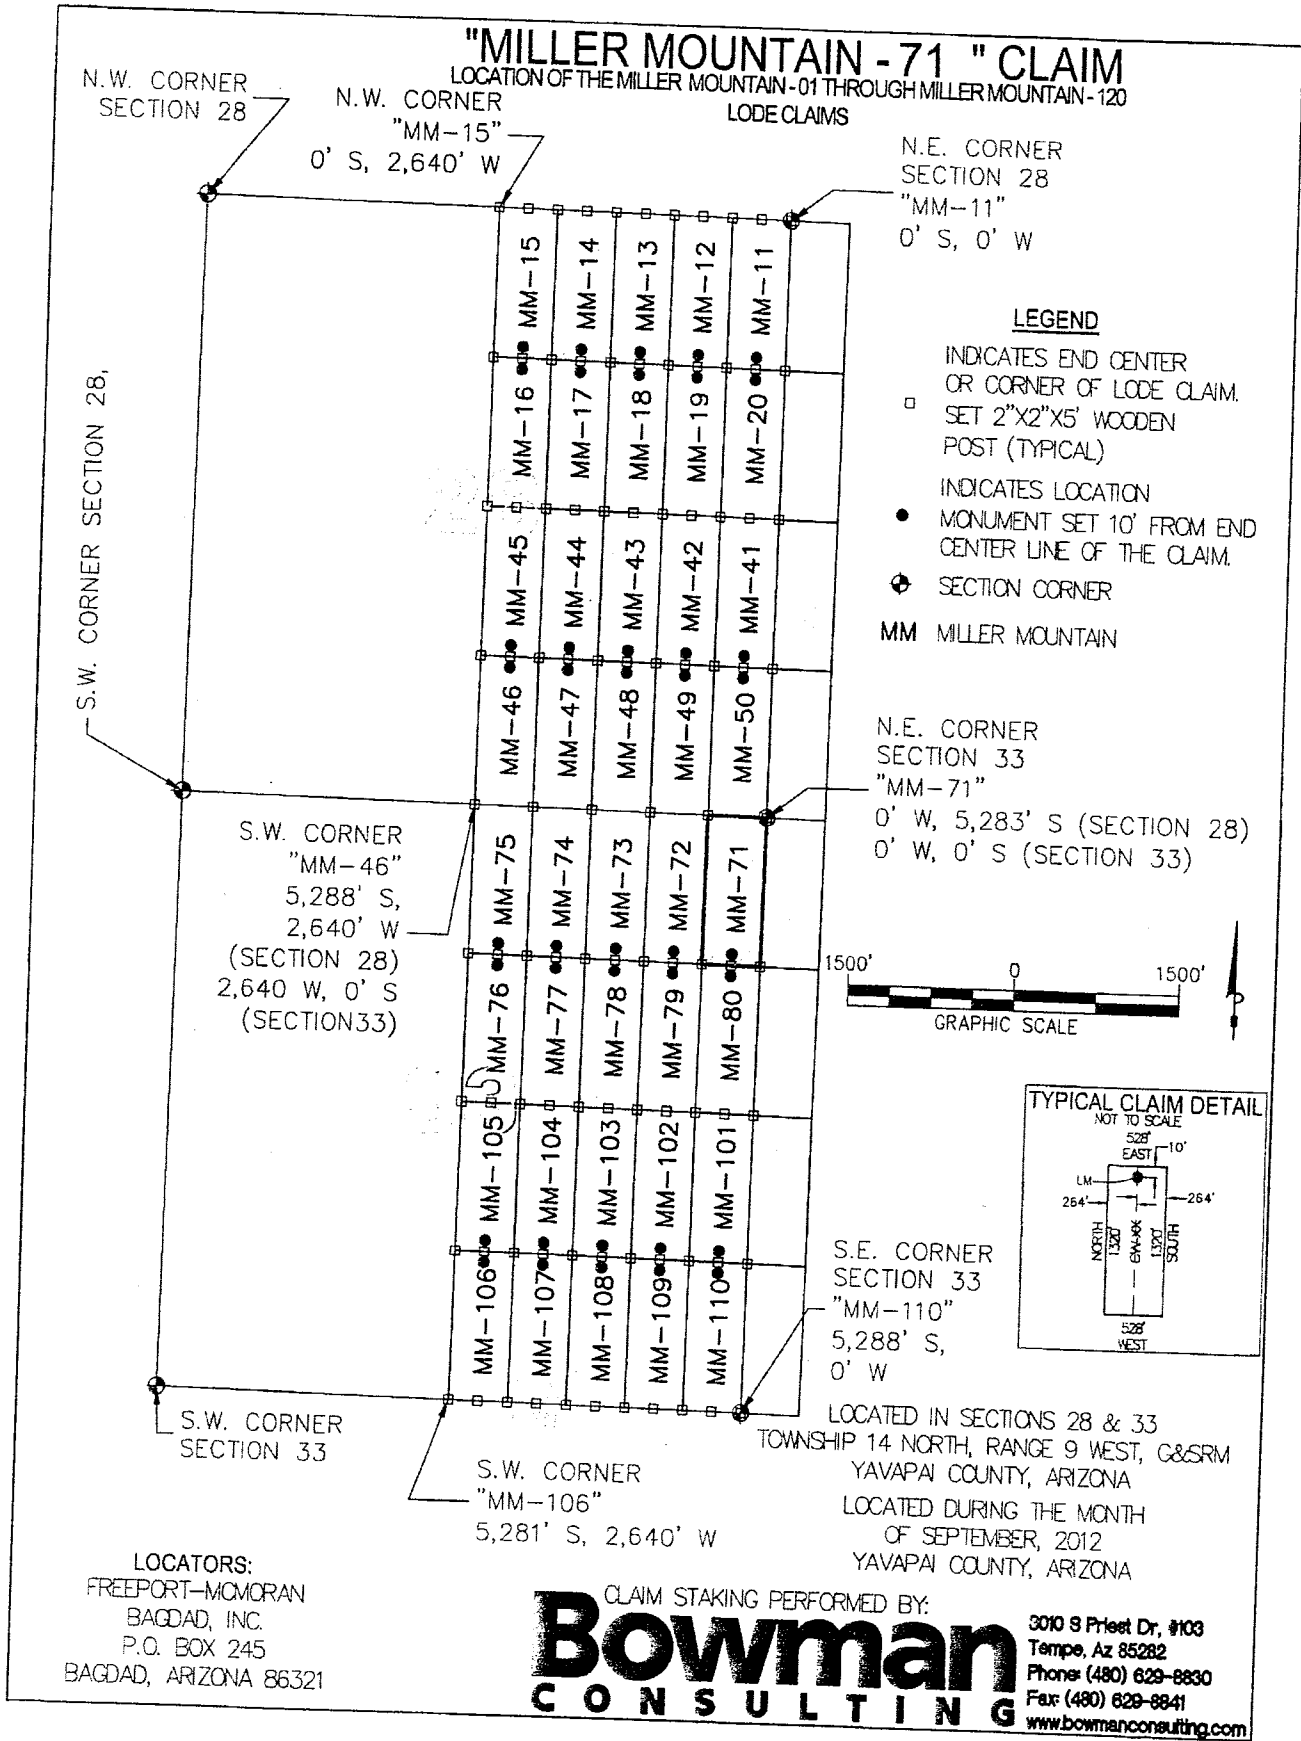 "MILLER MOUNTAIN - 71 " CLAIM
LOCATION OF THE MILLER MOUNTAIN - 01 THROUGH MILLER MOUNTAIN - 120
LODE CLAIMS
N.W. CORNER
SECTION 28
N.W. CORNER
"MM-15"
0' S, 2,640' W
N.E. CORNER
SECTION 28
"MM-11"
0' S, 0' W
MM-15
MM-14
MM-13
MM-12
MM-11
MM-16
MM-17
MM-18
MM-19
MM-20
MM-45
MM-44
MM-43
MM-42
MM-41
MM-46
MM-47
MM-48
MM-49
MM-50
MM-75
MM-74
MM-73
MM-72
MM-71
MM-76
MM-77
MM-78
MM-79
MM-80
MM-105
MM-104
MM-103
MM-102
MM-101
MM-106
MM-107
MM-108
MM-109
MM-110
LEGEND
INDICATES END CENTER
OR CORNER OF LODE CLAIM.
SET 2"X2"X5' WOODEN
POST (TYPICAL)
INDICATES LOCATION
MONUMENT SET 10' FROM END
CENTER LINE OF THE CLAIM.
SECTION CORNER
MM MILLER MOUNTAIN
S.W. CORNER SECTION 28,
N.E. CORNER
SECTION 33
"MM-71"
0' W, 5,283' S (SECTION 28)
0' W, 0' S (SECTION 33)
S.W. CORNER
"MM-46"
5,288' S,
2,640' W
(SECTION 28)
2,640 W, 0' S
(SECTION33)
1500' 0 1500'
GRAPHIC SCALE
TYPICAL CLAIM DETAIL
NOT TO SCALE
528'
EAST
10'
LM
264'
264'
NORTH
1320'
1320'
SOUTH
528'
WEST
S.E. CORNER
SECTION 33
"MM-110"
5,288' S,
0' W
S.W. CORNER
SECTION 33
S.W. CORNER
"MM-106"
5,281' S, 2,640' W
LOCATED IN SECTIONS 28 & 33
TOWNSHIP 14 NORTH, RANGE 9 WEST, G&SRM
YAVAPAI COUNTY, ARIZONA
LOCATED DURING THE MONTH
OF SEPTEMBER, 2012
YAVAPAI COUNTY, ARIZONA
LOCATORS:
FREEPORT-MCMORAN
BAGDAD, INC.
P.O. BOX 245
BAGDAD, ARIZONA 86321
CLAIM STAKING PERFORMED BY:
Bowman
CONSULTING
3010 S Priest Dr, #103
Tempe, Az 85282
Phone: (480) 629-8830
Fax: (480) 629-8841
www.bowmanconsulting.com